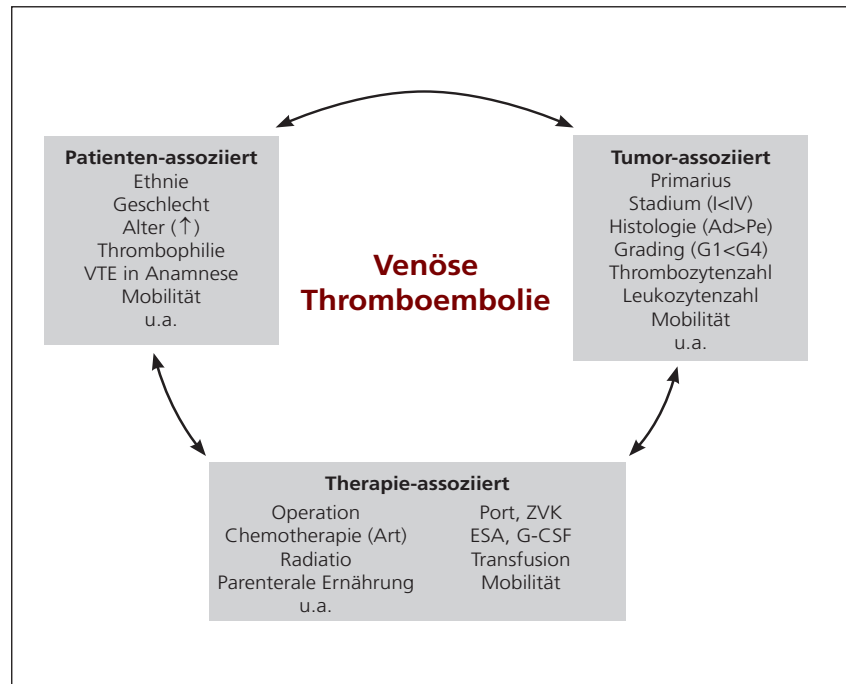 Patienten-assoziiert
Ethnie
Geschlecht
Alter (↑)
Thrombophilie
VTE in Anamnese
Mobilität
u.a.
Venöse
Thromboembolie
Tumor-assoziiert
Primarius
Stadium (I<IV)
Histologie (Ad>Pe)
Grading (G1<G4)
Thrombozytenzahl
Leukozytenzahl
Mobilität
u.a.
Therapie-assoziiert
Operation
Chemotherapie (Art)
Radiatio
Parenterale Ernährung
u.a.
Port, ZVK
ESA, G-CSF
Transfusion
Mobilität